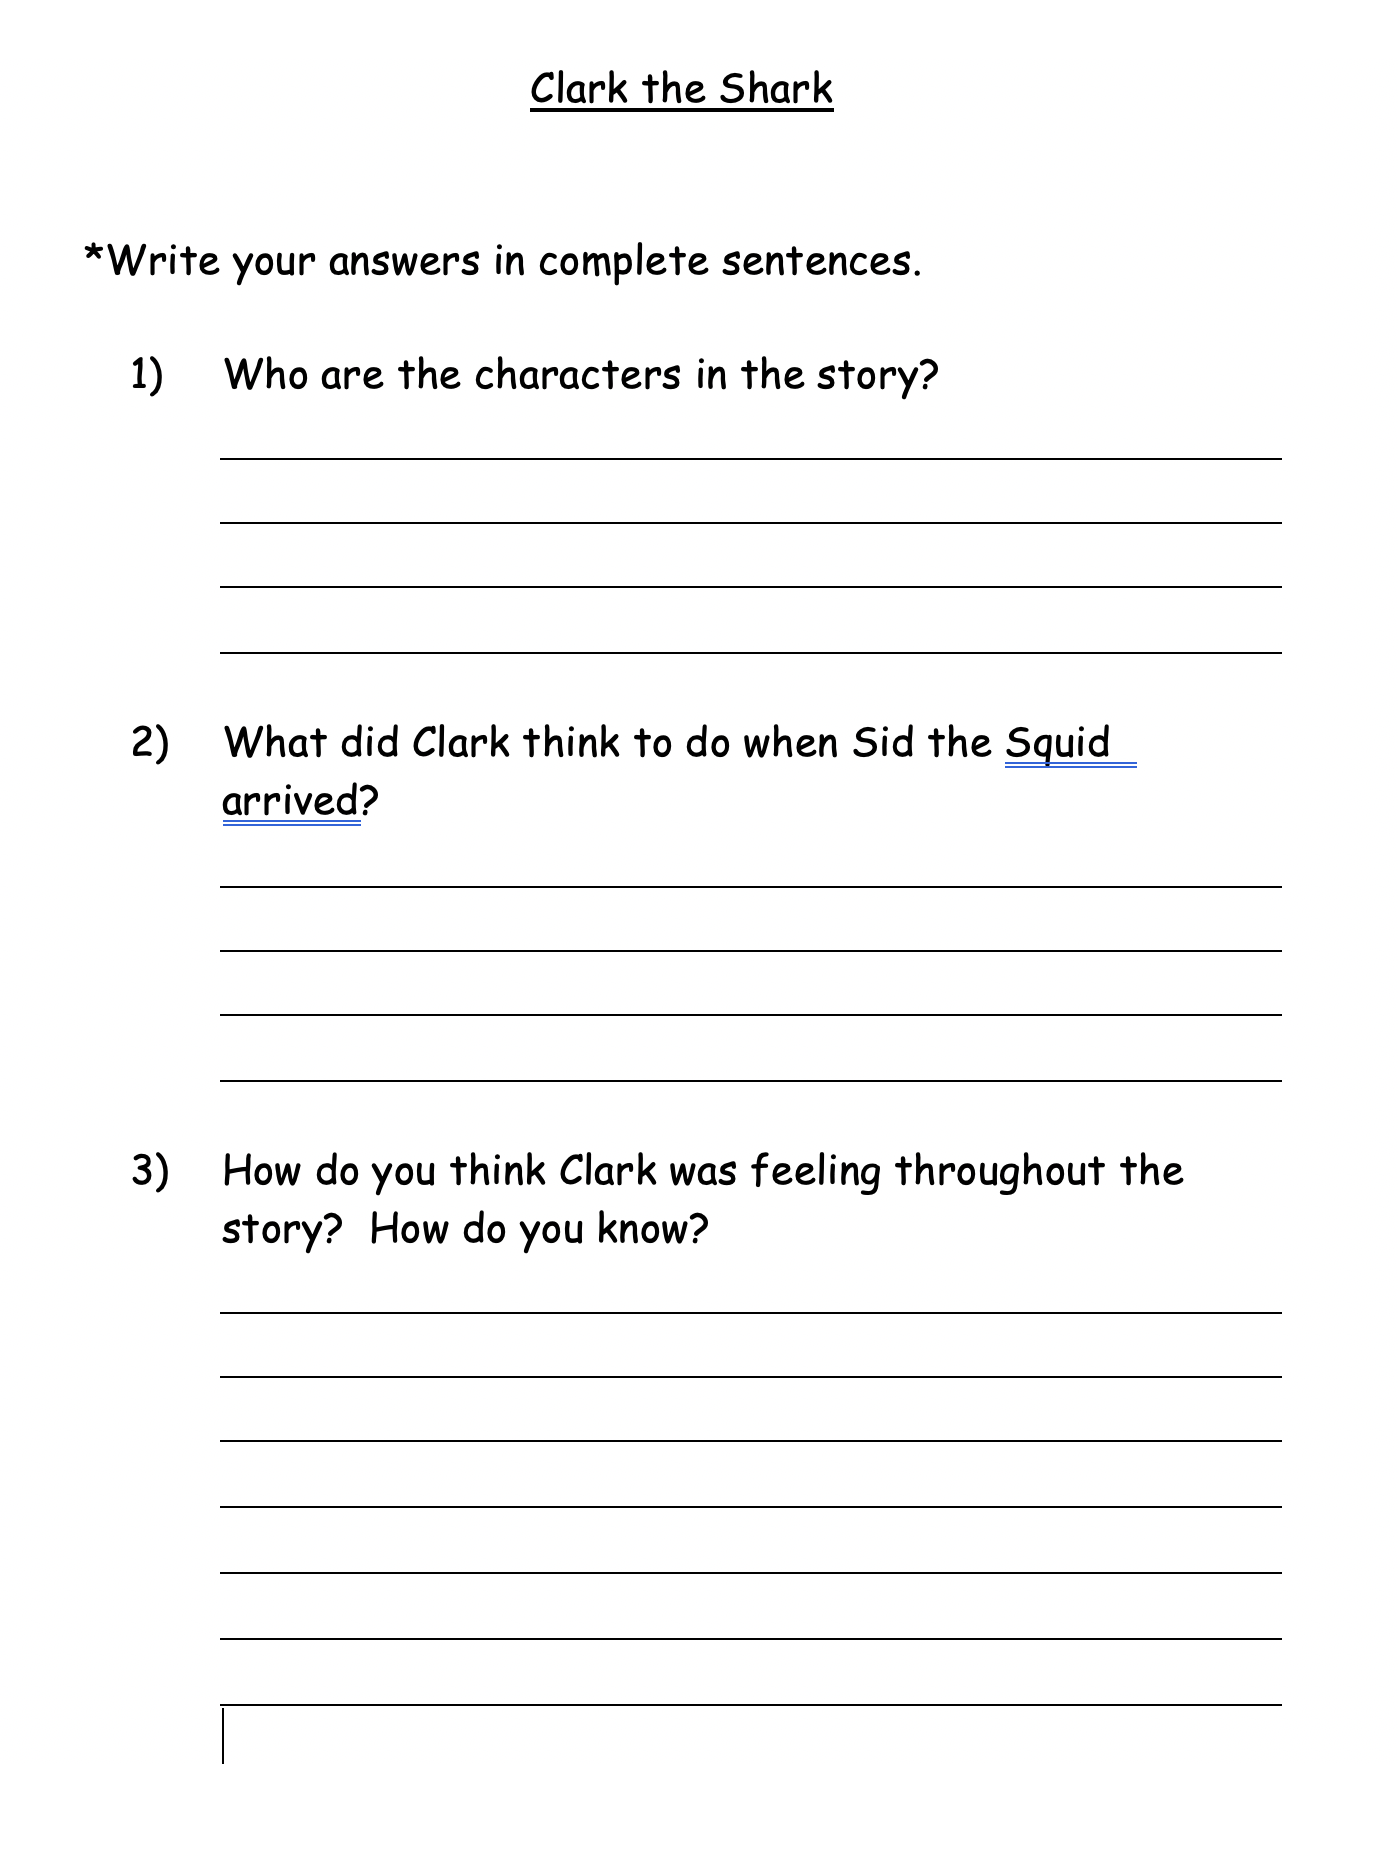 Clark the Shark
*Write your answers in complete sentences.
1) Who are the characters in the story?
2) What did Clark think to do when Sid the Squid
arrived?
3) How do you think Clark was feeling throughout the
story?  How do you know?